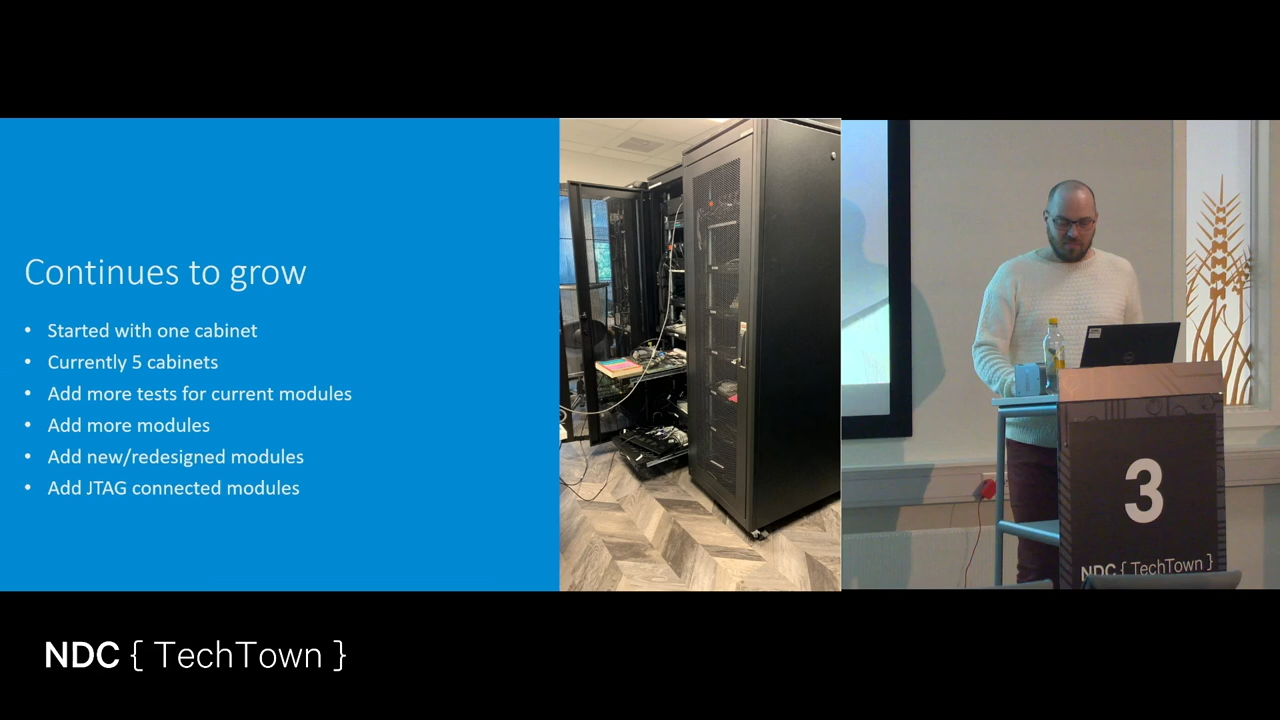 Continues to grow
• Started with one cabinet
• Currently 5 cabinets
• Add more tests for current modules
• Add more modules
• Add new/redesigned modules
• Add JTAG connected modules
3
NDC { TechTown }
NDC { TechTown }